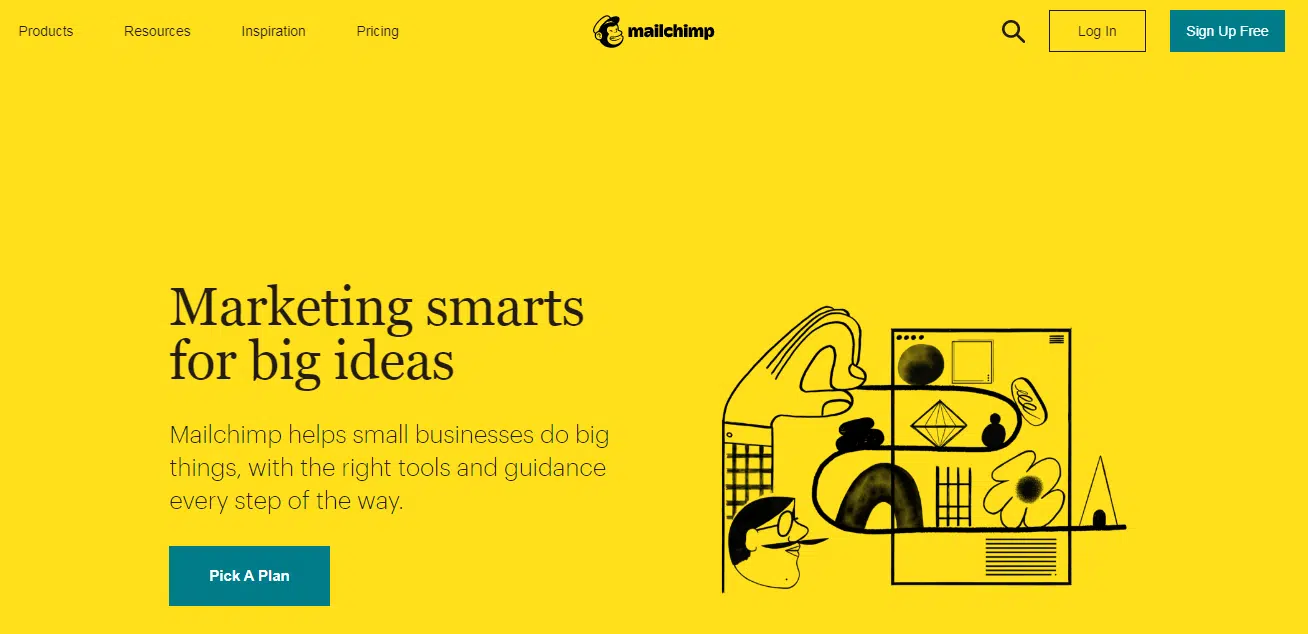 Products Resources Inspiration Pricing mailchimp Log In Sign Up Free
Marketing smarts
for big ideas
Mailchimp helps small businesses do big
things, with the right tools and guidance
every step of the way.
Pick A Plan